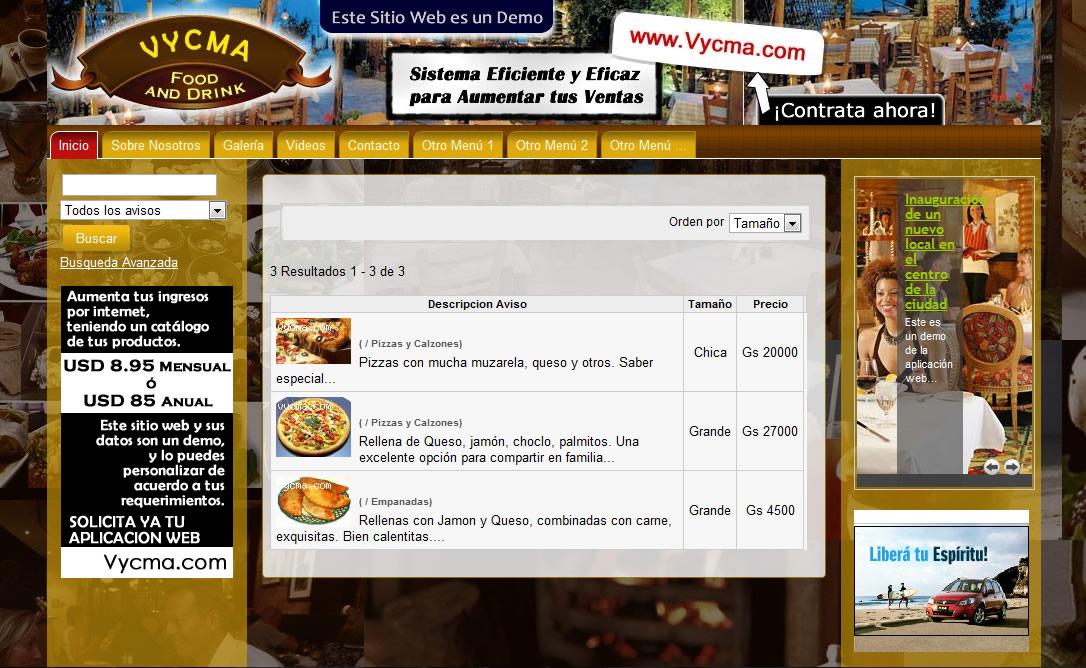 VYCMA
FOOD
AND DRINK
Este Sitio Web es un Demo
www.Vycma.com
Sistema Eficiente y Eficaz
para Aumentar tus Ventas
¡Contrata ahora!
Inicio
Sobre Nosotros
Galería
Videos
Contacto
Otro Menú 1
Otro Menú 2
Otro Menú ...
Todos los avisos
Buscar
Busqueda Avanzada
Aumenta tus ingresos
por internet,
teniendo un catálogo
de tus productos.
USD 8.95 MENSUAL
ó
USD 85 ANUAL
Este sitio web y sus
datos son un demo,
y lo puedes
personalizar de
acuerdo a tus
requerimientos.
SOLICITA YA TU
APLICACION WEB
Vycma.com
Orden por Tamaño
3 Resultados 1 - 3 de 3
Descripcion Aviso Tamaño Precio
vycma.com
( / Pizzas y Calzones)
Pizzas con mucha muzarela, queso y otros. Saber
especial...
Chica Gs 20000
vycma.com
( / Pizzas y Calzones)
Rellena de Queso, jamón, choclo, palmitos. Una
excelente opción para compartir en familia...
Grande Gs 27000
vycma.com
( / Empanadas)
Rellenas con Jamon y Queso, combinadas con carne,
exquisitas. Bien calentitas....
Grande Gs 4500
Inauguración
de un
nuevo
local en
el
centro
de la
ciudad
Este es
un demo
de la
aplicación
web...
Liberá tu Espíritu!